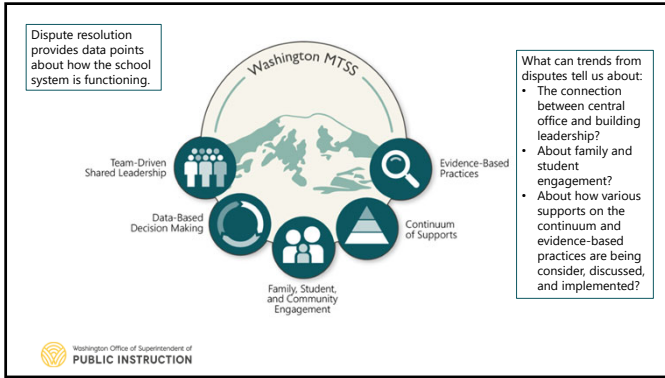 Dispute resolution
provides data points
about how the school
system is functioning.
Washington MTSS
Team-Driven
Shared Leadership
Data-Based
Decision Making
Family, Student,
and Community
Engagement
Continuum
of Supports
Evidence-Based
Practices
What can trends from
disputes tell us about:
• The connection
between central
office and building
leadership?
• About family and
student
engagement?
• About how various
supports on the
continuum and
evidence-based
practices are being
consider, discussed,
and implemented?
Washington Office of Superintendent of
PUBLIC INSTRUCTION